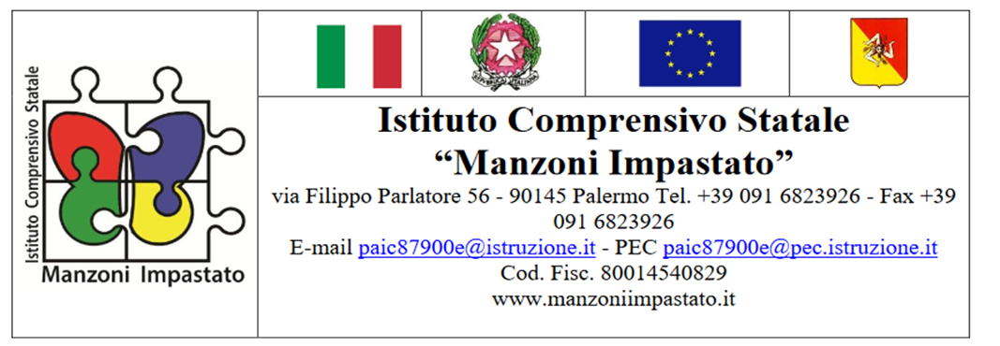 Istituto Comprensivo Statale
Manzoni Impastato
Istituto Comprensivo Statale
“Manzoni Impastato”
via Filippo Parlatore 56 - 90145 Palermo Tel. +39 091 6823926 - Fax +39
091 6823926
E-mail paic87900e@istruzione.it - PEC paic87900e@pec.istruzione.it
Cod. Fisc. 80014540829
www.manzoniimpastato.it